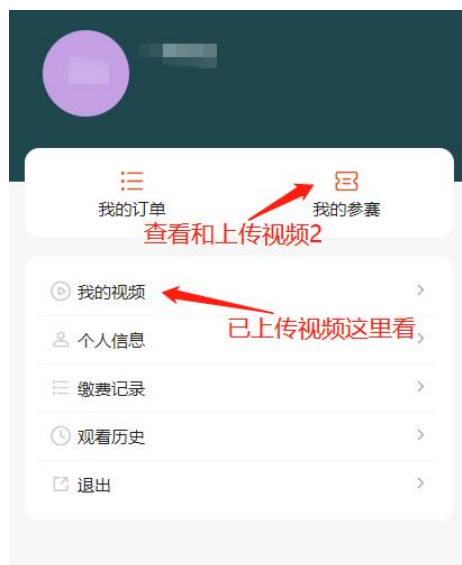 我的订单
我的参赛
查看和上传视频2
我的视频
已上传视频这里看
个人信息
缴费记录
观看历史
退出